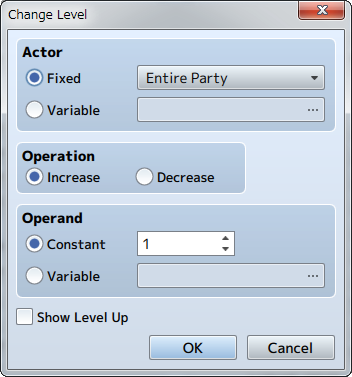 Change Level
Actor
Fixed
Entire Party
Variable
...
Operation
Increase
Decrease
Operand
Constant
1
Variable
...
Show Level Up
OK
Cancel